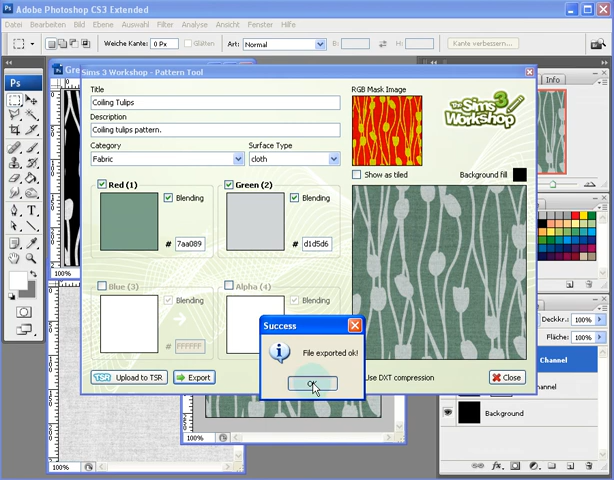 Adobe Photoshop CS3 Extended
Datei Bearbeiten Bild Ebene Auswahl Filter Analyse Ansicht Fenster Hilfe
Weiche Kante: 0 Px Glätten Art: Normal B: H: Kante verbessern...
Ps
Gre
Sims 3 Workshop - Pattern Tool
Info
Title
Coiling Tulips
Description
Coiling tulips pattern.
Category
Surface Type
Fabric
cloth
RGB Mask Image
The Sims 3
Workshop
Show as tiled
Background fill
Red (1)
Blending
# 7aa089
Green (2)
Blending
# d1d5d6
Blue (3)
Blending
# FFFFFF
Alpha (4)
Blending
Success
File exported ok!
OK
TSR Upload to TSR
Export
Use DXT compression
Close
Deckkr.: 100%
Fläche: 100%
Channel
Background
100%
100%
100%